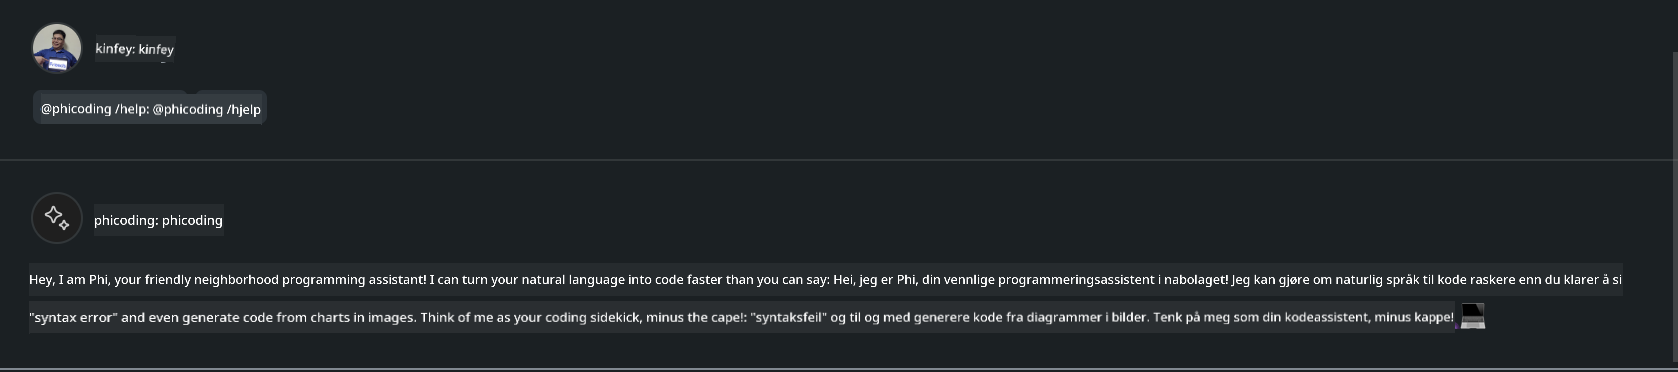 kinfey: kinfey
@phicoding /help: @phicoding /hjelp
phicoding: phicoding
Hey, I am Phi, your friendly neighborhood programming assistant! I can turn your natural language into code faster than you can say: Hei, jeg er Phi, din vennlige programmeringsassistent i nabolaget! Jeg kan gjøre om naturlig språk til kode raskere enn du klarer å si
"syntax error" and even generate code from charts in images. Think of me as your coding sidekick, minus the cape!: "syntaksfeil" og til og med generere kode fra diagrammer i bilder. Tenk på meg som din kodeassistent, minus kappe!